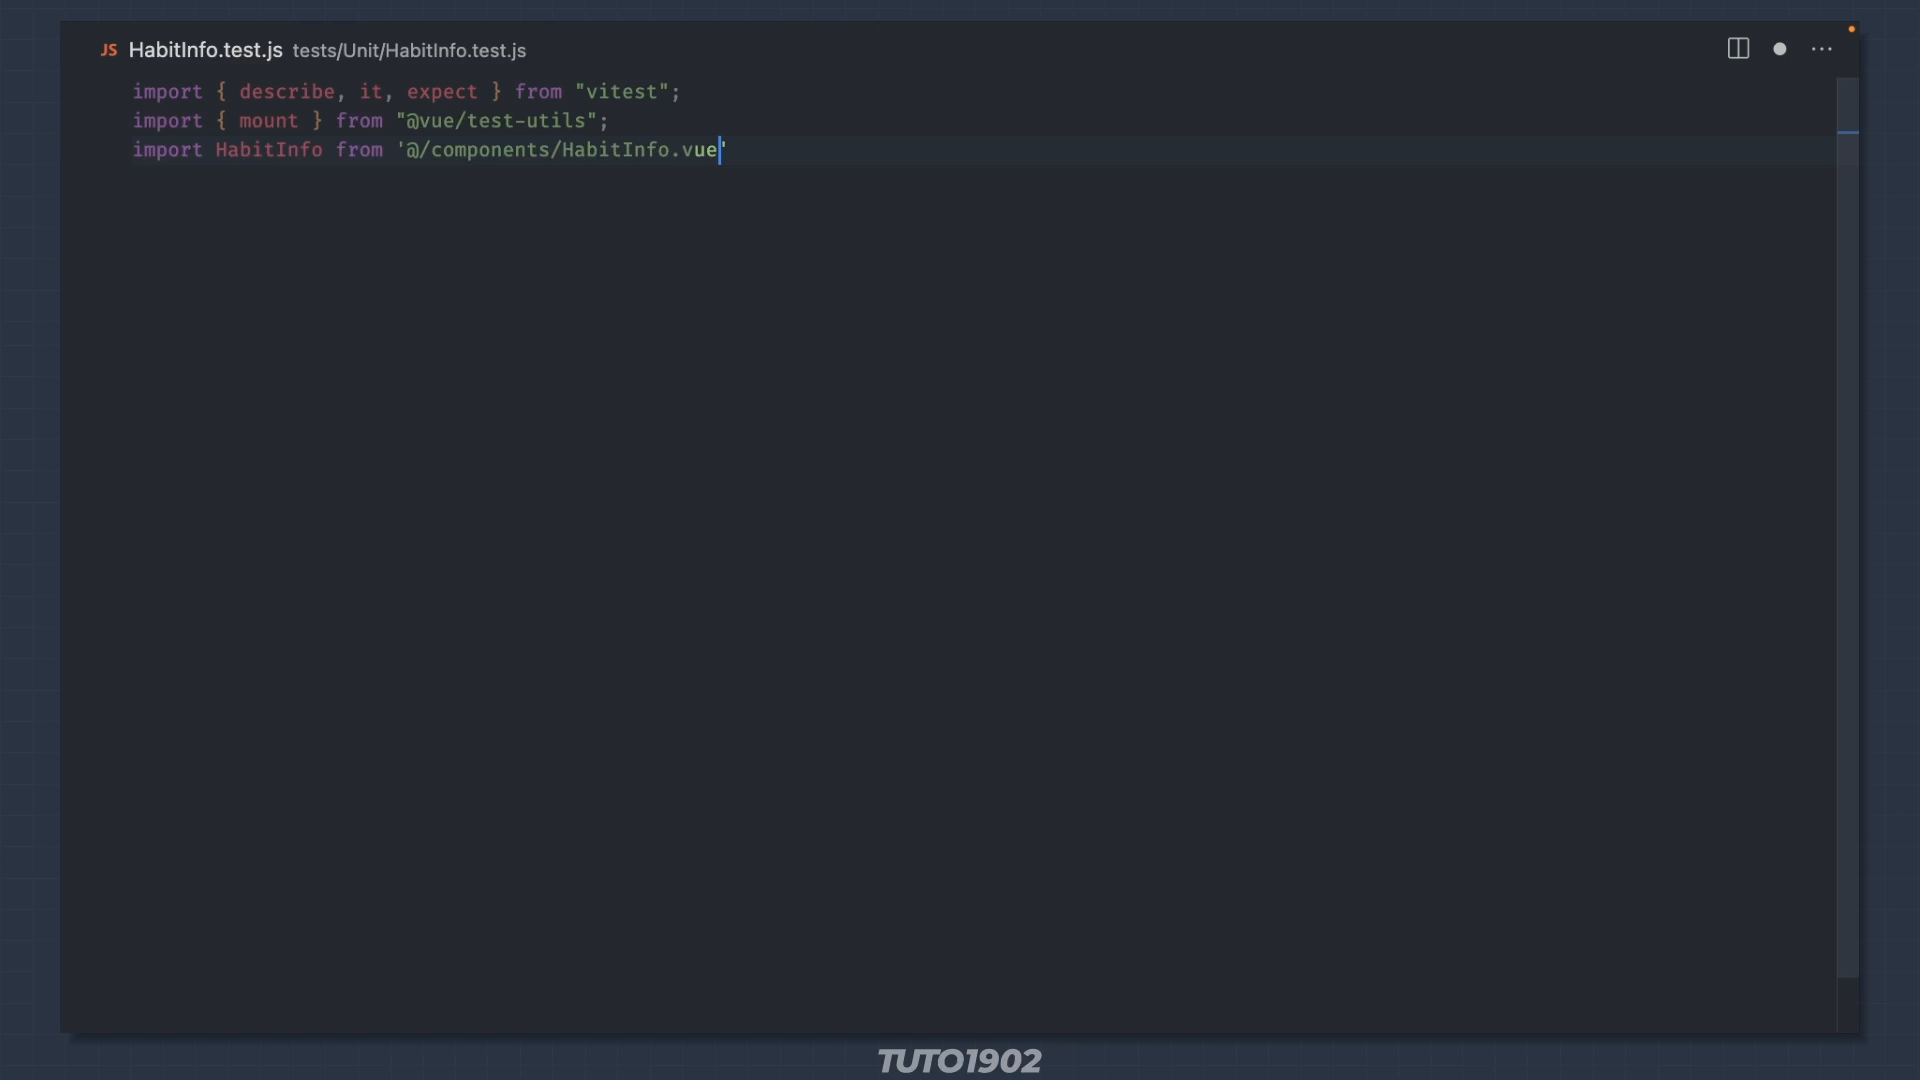 JS HabitInfo.test.js tests/Unit/HabitInfo.test.js
import { describe, it, expect } from "vitest";
import { mount } from "@vue/test-utils";
import HabitInfo from '@/components/HabitInfo.vue'
TUTO1902